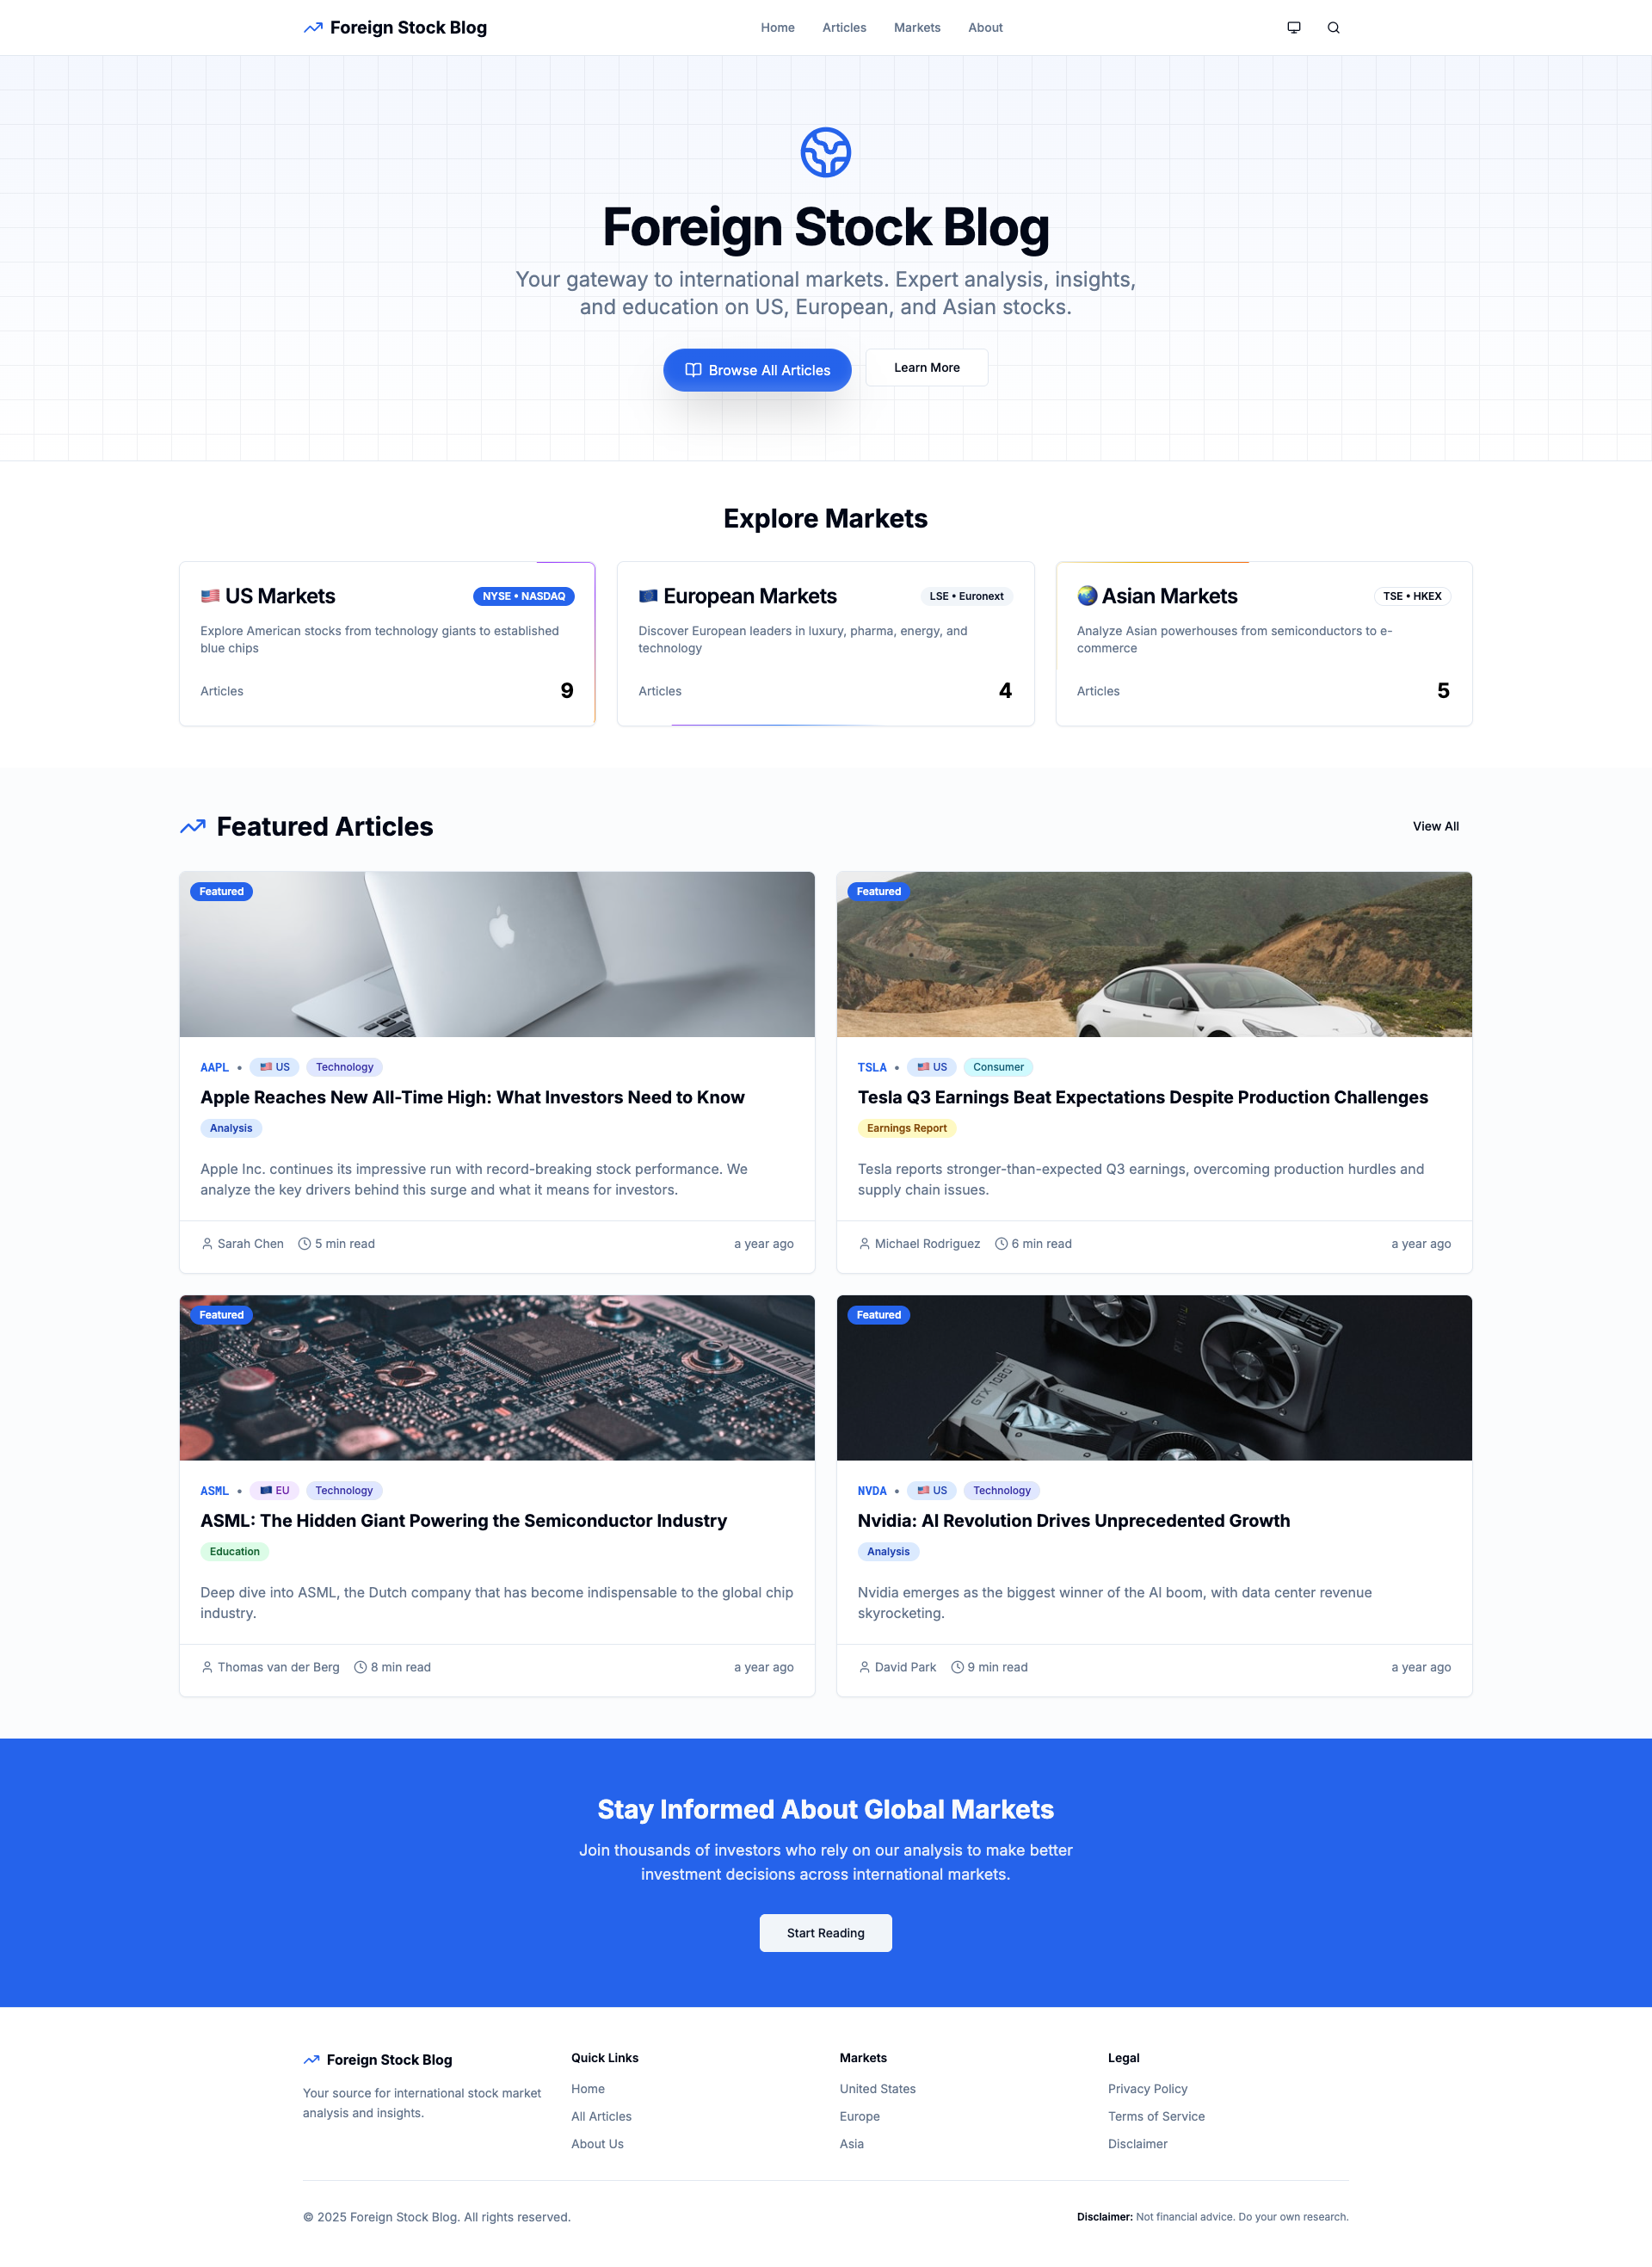 Foreign Stock Blog
Home
Articles
Markets
About
Foreign Stock Blog
Your gateway to international markets. Expert analysis, insights,
and education on US, European, and Asian stocks.
Browse All Articles
Learn More
Explore Markets
🇺🇸 US Markets
NYSE • NASDAQ
Explore American stocks from technology giants to established
blue chips
Articles
9
🇪🇺 European Markets
LSE • Euronext
Discover European leaders in luxury, pharma, energy, and
technology
Articles
4
🌏 Asian Markets
TSE • HKEX
Analyze Asian powerhouses from semiconductors to e-
commerce
Articles
5
Featured Articles
View All
Featured
AAPL • 🇺🇸 US Technology
Apple Reaches New All-Time High: What Investors Need to Know
Analysis
Apple Inc. continues its impressive run with record-breaking stock performance. We
analyze the key drivers behind this surge and what it means for investors.
Sarah Chen 5 min read a year ago
Featured
TSLA • 🇺🇸 US Consumer
Tesla Q3 Earnings Beat Expectations Despite Production Challenges
Earnings Report
Tesla reports stronger-than-expected Q3 earnings, overcoming production hurdles and
supply chain issues.
Michael Rodriguez 6 min read a year ago
Featured
ASML • 🇪🇺 EU Technology
ASML: The Hidden Giant Powering the Semiconductor Industry
Education
Deep dive into ASML, the Dutch company that has become indispensable to the global chip
industry.
Thomas van der Berg 8 min read a year ago
Featured
GTX 1080
NVDA • 🇺🇸 US Technology
Nvidia: AI Revolution Drives Unprecedented Growth
Analysis
Nvidia emerges as the biggest winner of the AI boom, with data center revenue
skyrocketing.
David Park 9 min read a year ago
Stay Informed About Global Markets
Join thousands of investors who rely on our analysis to make better
investment decisions across international markets.
Start Reading
Foreign Stock Blog
Your source for international stock market
analysis and insights.
Quick Links
Home
All Articles
About Us
Markets
United States
Europe
Asia
Legal
Privacy Policy
Terms of Service
Disclaimer
© 2025 Foreign Stock Blog. All rights reserved.
Disclaimer: Not financial advice. Do your own research.